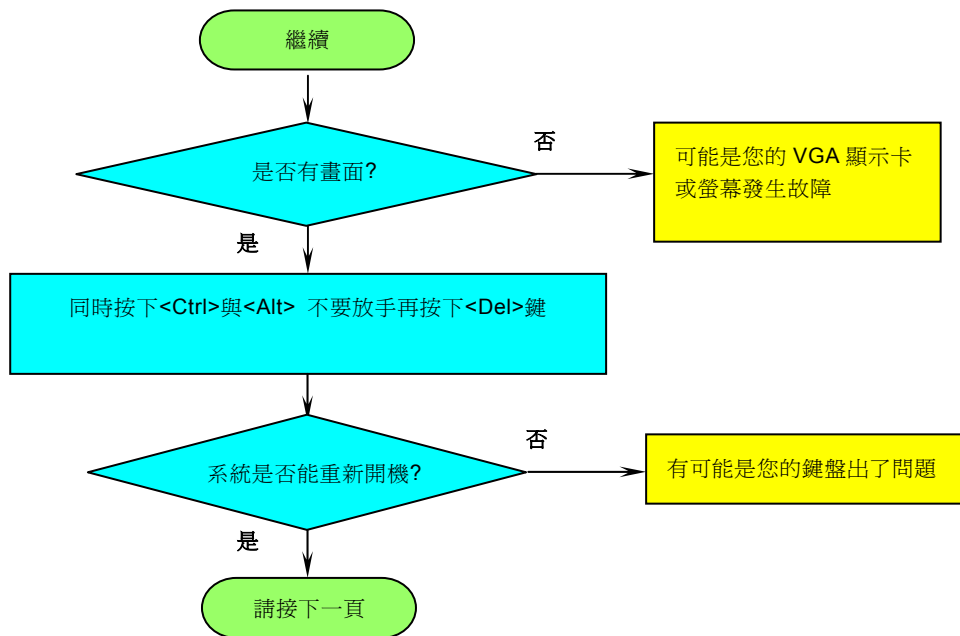 繼續
是否有畫面?
否
可能是您的 VGA 顯示卡
或螢幕發生故障
是
同時按下<Ctrl>與<Alt> 不要放手再按下<Del>鍵
系統是否能重新開機?
否
有可能是您的鍵盤出了問題
是
請接下一頁